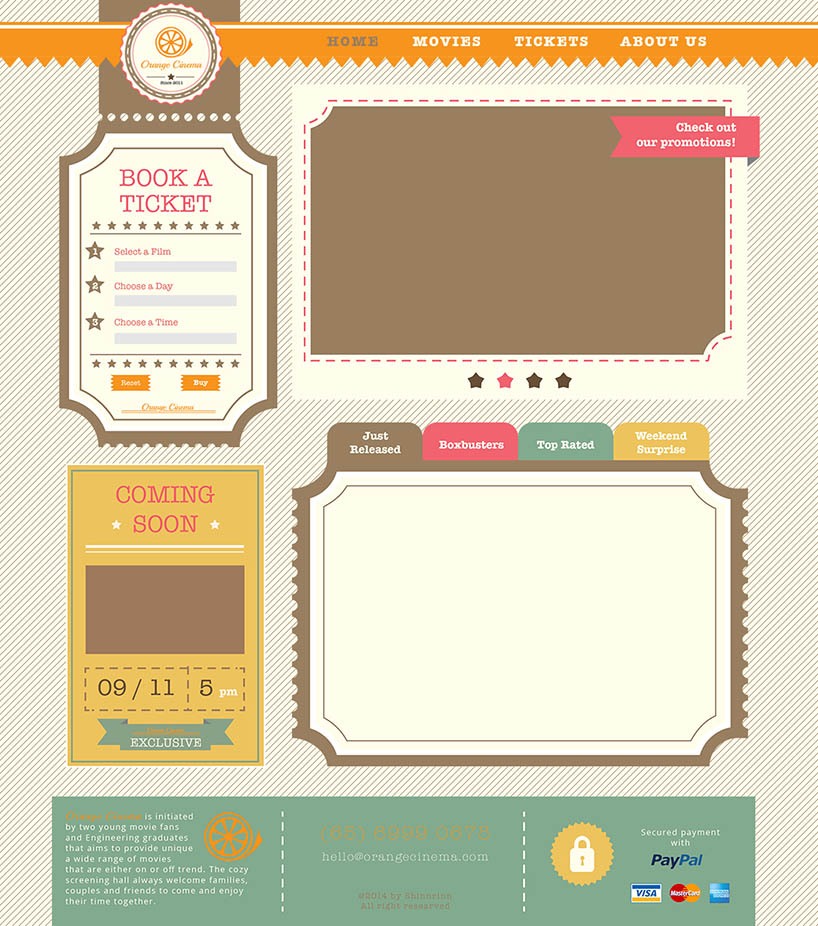 HOME MOVIES TICKETS ABOUT US
Orange Cinema
Since 2011
Check out
our promotions!
BOOK A
TICKET
1 Select a Film
2 Choose a Day
3 Choose a Time
Reset Buy
Orange Cinema
Just
Released
Boxbusters
Top Rated
Weekend
Surprise
COMING
SOON
09 / 11 5 pm
EXCLUSIVE
Orange Cinema is initiated
by two young movie fans
and Engineering graduates
that aims to provide unique
a wide range of movies
that are either on or off trend. The cozy
screening hall always welcome families,
couples and friends to come and enjoy
their time together.
(65) 6999 6675
hello@orangecinema.com
©2014 by Shinnrinn
All right researved
Secured payment
with
PayPal
VISA
MasterCard